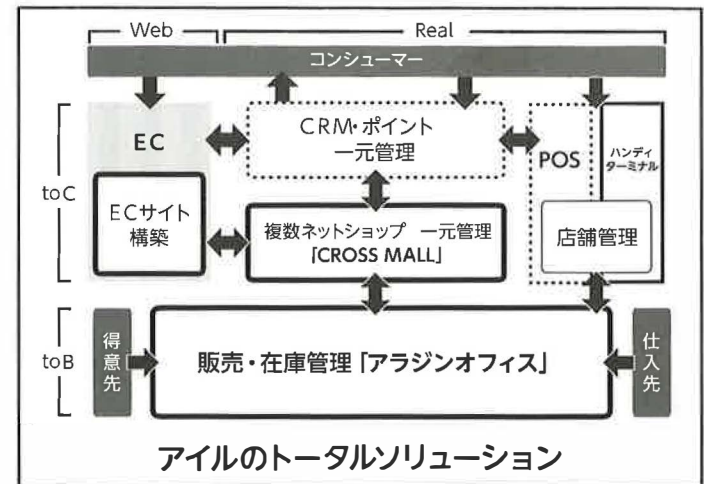 Web
Real
コンシューマー
toC
EC
CRM・ポイント
一元管理
POS
ハンディ
ターミナル
ECサイト
構築
複数ネットショップ 一元管理
「CROSS MALL」
店舗管理
toB
得意先
販売・在庫管理「アラジンオフィス」
仕入先
アイルのトータルソリューション